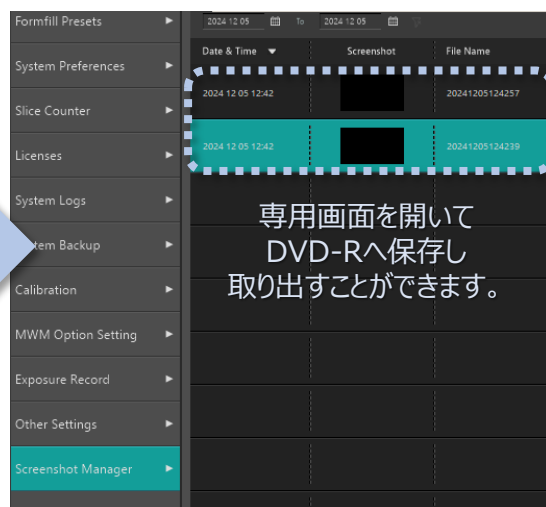 Formfill Presets
System Preferences
Slice Counter
Licenses
System Logs
tem Backup
Calibration
MWM Option Setting
Exposure Record
Other Settings
Screenshot Manager
2024 12 05 To 2024 12 05
Date & Time Screenshot File Name
2024 12 05 12:42 20241205124257
2024 12 05 12:42 20241205124239
専用画面を開いて
DVD-Rへ保存し
取り出すことができます。